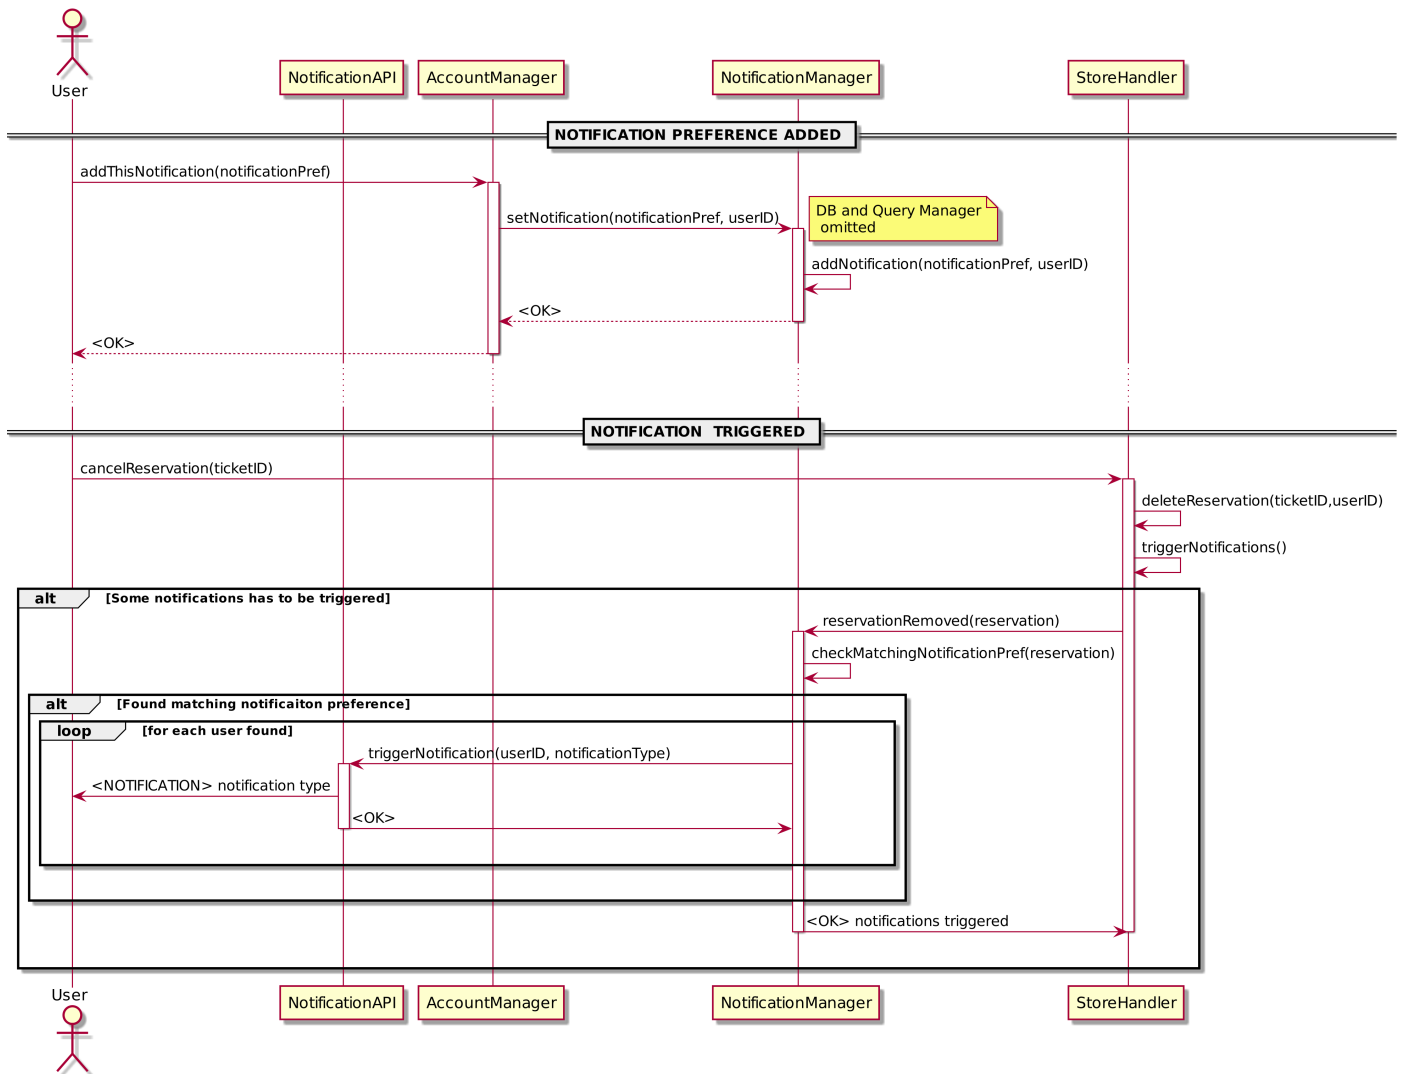 User
NotificationAPI
AccountManager
NotificationManager
StoreHandler
NOTIFICATION PREFERENCE ADDED
addThisNotification(notificationPref)
setNotification(notificationPref, userID)
DB and Query Manager
omitted
addNotification(notificationPref, userID)
<OK>
<OK>
NOTIFICATION  TRIGGERED
cancelReservation(ticketID)
deleteReservation(ticketID,userID)
triggerNotifications()
alt [Some notifications has to be triggered]
reservationRemoved(reservation)
checkMatchingNotificationPref(reservation)
alt [Found matching notificaiton preference]
loop [for each user found]
triggerNotification(userID, notificationType)
<NOTIFICATION> notification type
<OK>
<OK> notifications triggered
User
NotificationAPI
AccountManager
NotificationManager
StoreHandler